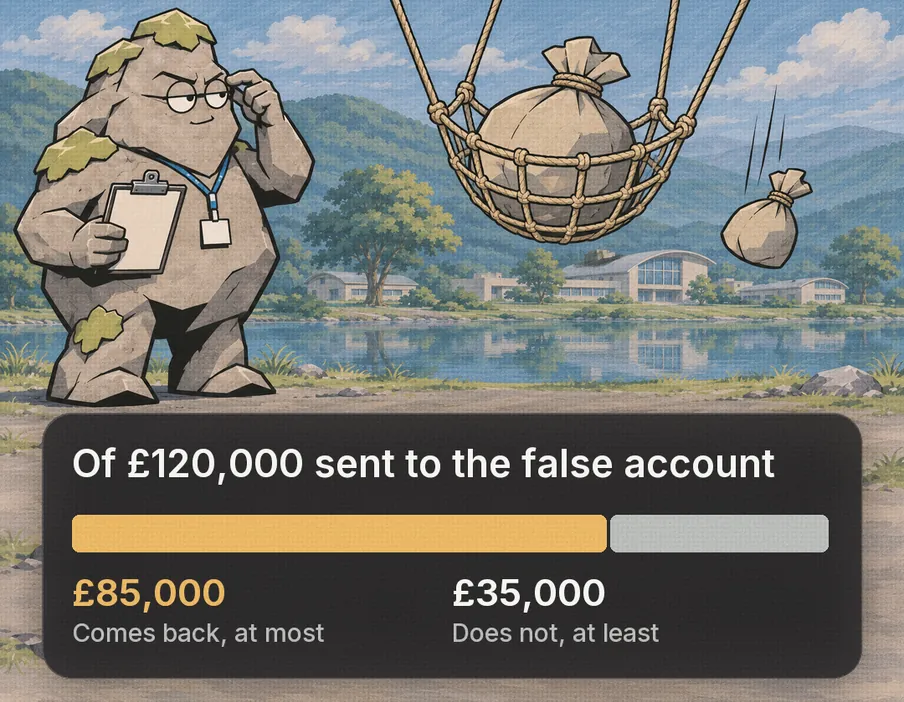 Of £120,000 sent to the false account
£85,000
£35,000
Comes back, at most
Does not, at least